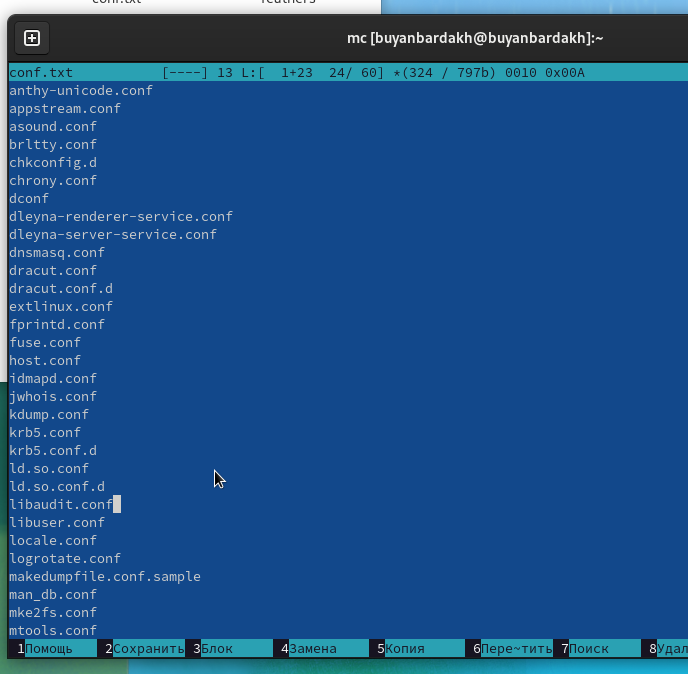 conf.txt feathers
mc [buyanbardakh@buyanbardakh]:~
conf.txt [----] 13 L:[ 1+23 24/ 60] *(324 / 797b) 0010 0x00A
anthy-unicode.conf
appstream.conf
asound.conf
brltty.conf
chkconfig.d
chrony.conf
dconf
dleyna-renderer-service.conf
dleyna-server-service.conf
dnsmasq.conf
dracut.conf
dracut.conf.d
extlinux.conf
fprintd.conf
fuse.conf
host.conf
idmapd.conf
jwhois.conf
kdump.conf
krb5.conf
krb5.conf.d
ld.so.conf
ld.so.conf.d
libaudit.conf
libuser.conf
locale.conf
logrotate.conf
makedumpfile.conf.sample
man_db.conf
mke2fs.conf
mtools.conf
1Помощь 2Сохранить 3Блок 4Замена 5Копия 6Пере~тить 7Поиск 8Удал